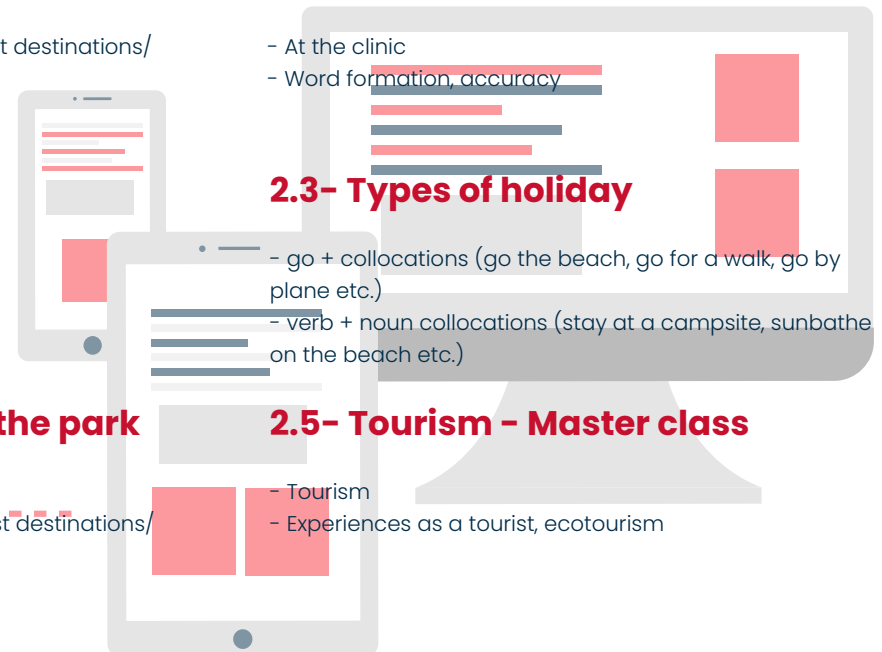 t destinations/
the park
st destinations/
- At the clinic
- Word formation, accuracy
2.3- Types of holiday
- go + collocations (go the beach, go for a walk, go by
plane etc.)
- verb + noun collocations (stay at a campsite, sunbathe
on the beach etc.)
2.5- Tourism - Master class
- Tourism
- Experiences as a tourist, ecotourism